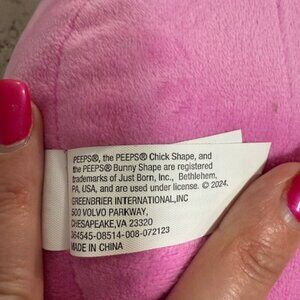 PEEPS®, the PEEPS® Chick Shape, and
the PEEPS® Bunny Shape are registered
trademarks of Just Born, Inc., Bethlehem,
PA, USA, and are used under license. © 2024.
GREENBRIER INTERNATIONAL,INC
500 VOLVO PARKWAY,
CHESAPEAKE,VA 23320
364545-08514-008-072123
MADE IN CHINA